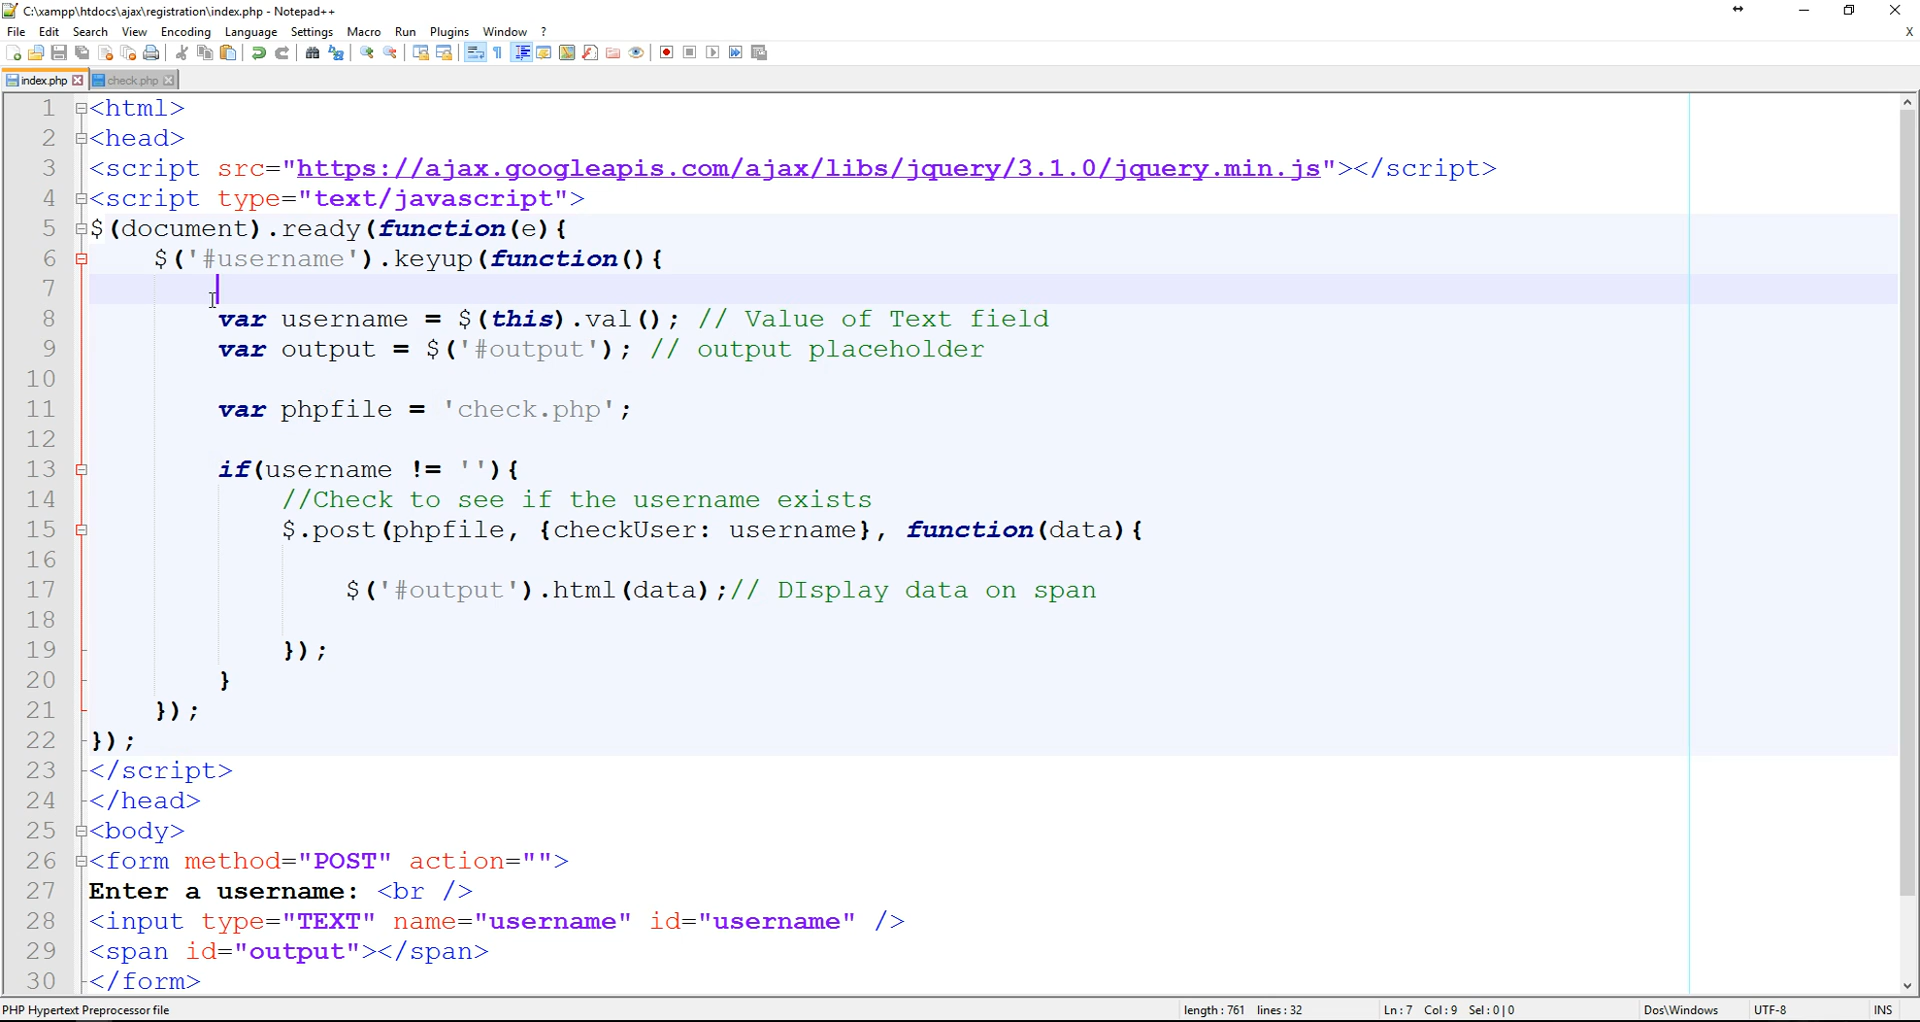 C:\xampp\htdocs\ajax\registration\index.php - Notepad++
File Edit Search View Encoding Language Settings Macro Run Plugins Window ? X
index.php check.php
1 <html>
2 <head>
3 <script src="https://ajax.googleapis.com/ajax/libs/jquery/3.1.0/jquery.min.js"></script>
4 <script type="text/javascript">
5 $(document).ready(function(e){
6 $('#username').keyup(function(){
7
8 var username = $(this).val(); // Value of Text field
9 var output = $('#output'); // output placeholder
10
11 var phpfile = 'check.php';
12
13 if(username != ''){
14 //Check to see if the username exists
15 $.post(phpfile, {checkUser: username}, function(data){
16
17 $('#output').html(data);// DIsplay data on span
18
19 });
20 }
21 });
22 });
23 </script>
24 </head>
25 <body>
26 <form method="POST" action="">
27 Enter a username: <br />
28 <input type="TEXT" name="username" id="username" />
29 <span id="output"></span>
30 </form>
PHP Hypertext Preprocessor file length : 761 lines : 32 Ln : 7 Col : 9 Sel : 0 | 0 Dos\Windows UTF-8 INS